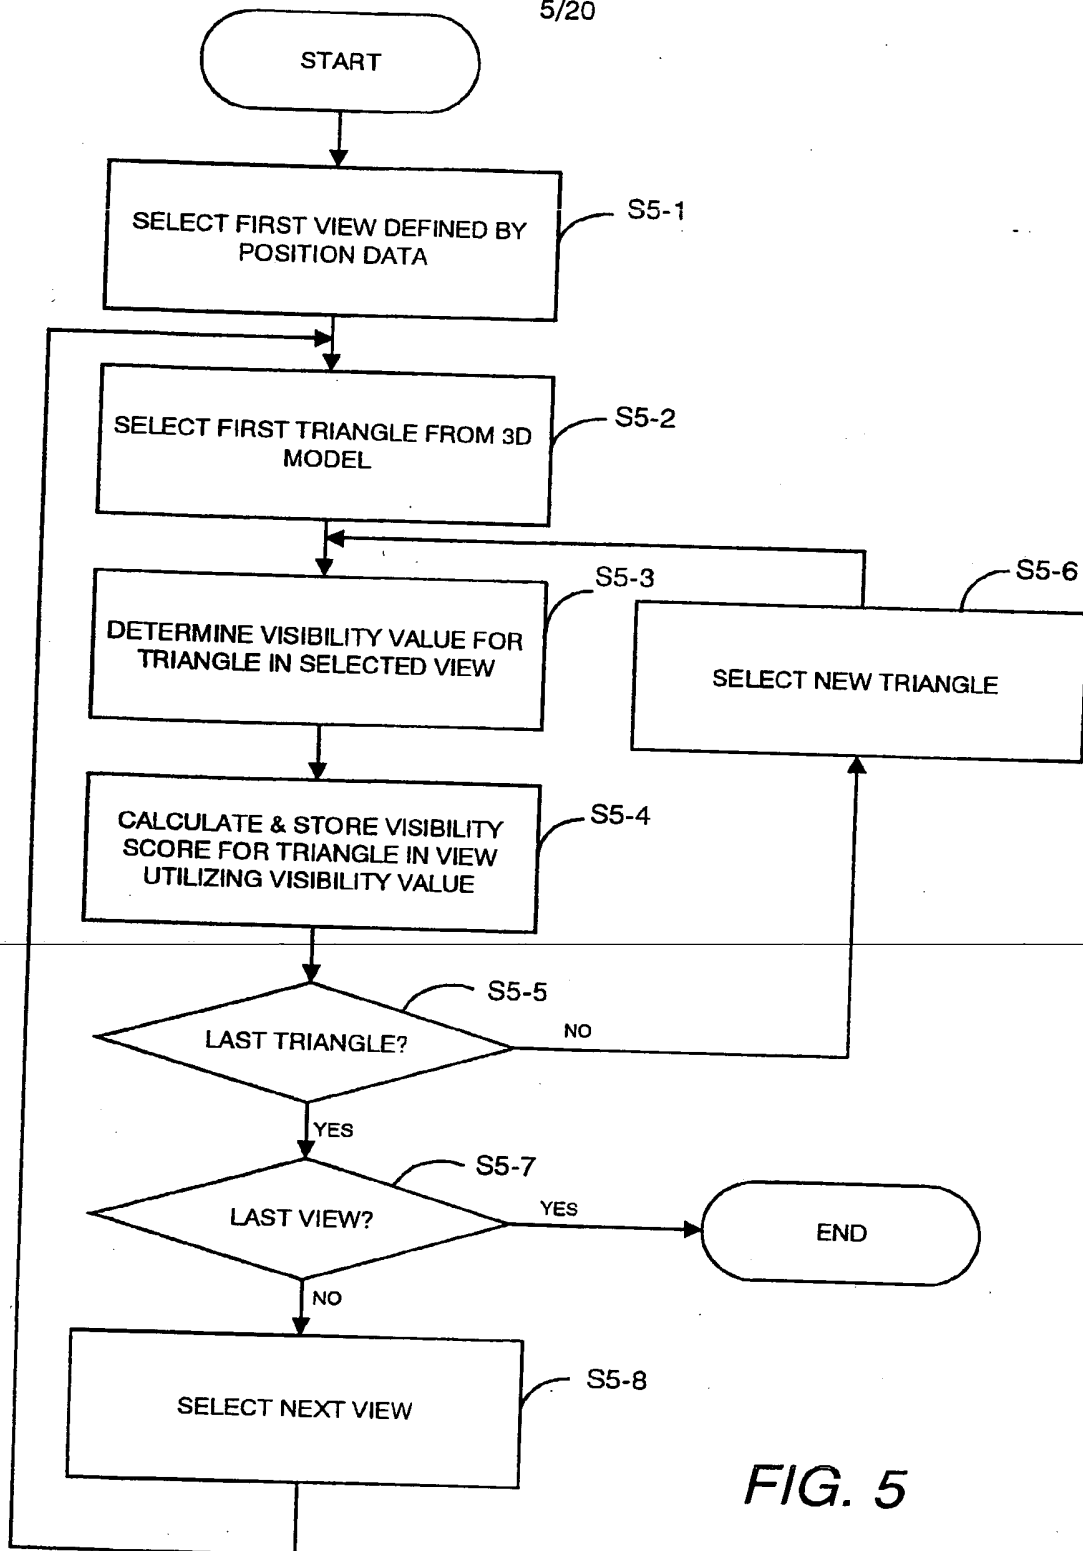 5/20
START
SELECT FIRST VIEW DEFINED BY
POSITION DATA
S5-1
SELECT FIRST TRIANGLE FROM 3D
MODEL
S5-2
DETERMINE VISIBILITY VALUE FOR
TRIANGLE IN SELECTED VIEW
S5-3
S5-6
SELECT NEW TRIANGLE
CALCULATE & STORE VISIBILITY
SCORE FOR TRIANGLE IN VIEW
UTILIZING VISIBILITY VALUE
S5-4
S5-5
LAST TRIANGLE?
NO
YES
S5-7
LAST VIEW?
YES
END
NO
SELECT NEXT VIEW
S5-8
FIG. 5